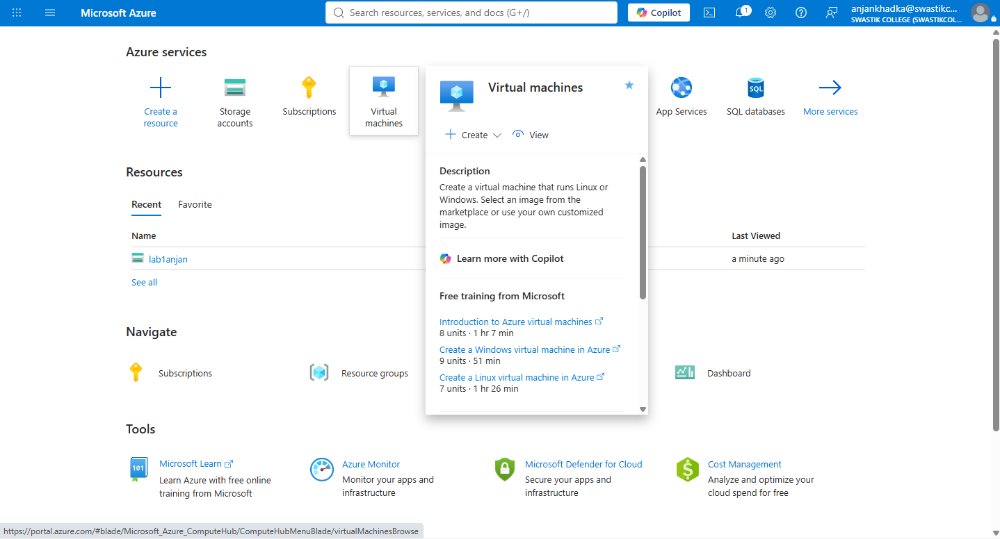 Microsoft Azure
Search resources, services, and docs (G+/)
Copilot
1
anjankhadka@swastikc...
SWASTIK COLLEGE (SWASTIKCOL...
Azure services
Create a
resource
Storage
accounts
Subscriptions
Virtual
machines
App Services
SQL
SQL databases
More services
Virtual machines
Create
View
Description
Create a virtual machine that runs Linux or
Windows. Select an image from the
marketplace or use your own customized
image.
Learn more with Copilot
Free training from Microsoft
Introduction to Azure virtual machines
8 units · 1 hr 7 min
Create a Windows virtual machine in Azure
9 units · 51 min
Create a Linux virtual machine in Azure
7 units · 1 hr 26 min
Resources
Recent
Favorite
Name
Last Viewed
lab1anjan
a minute ago
See all
Navigate
Subscriptions
Resource groups
Dashboard
Tools
101
Microsoft Learn
Learn Azure with free online
training from Microsoft
Azure Monitor
Monitor your apps and
infrastructure
Microsoft Defender for Cloud
Secure your apps and
infrastructure
$
Cost Management
Analyze and optimize your
cloud spend for free
https://portal.azure.com/#blade/Microsoft_Azure_ComputeHub/ComputeHubMenuBlade/virtualMachinesBrowse